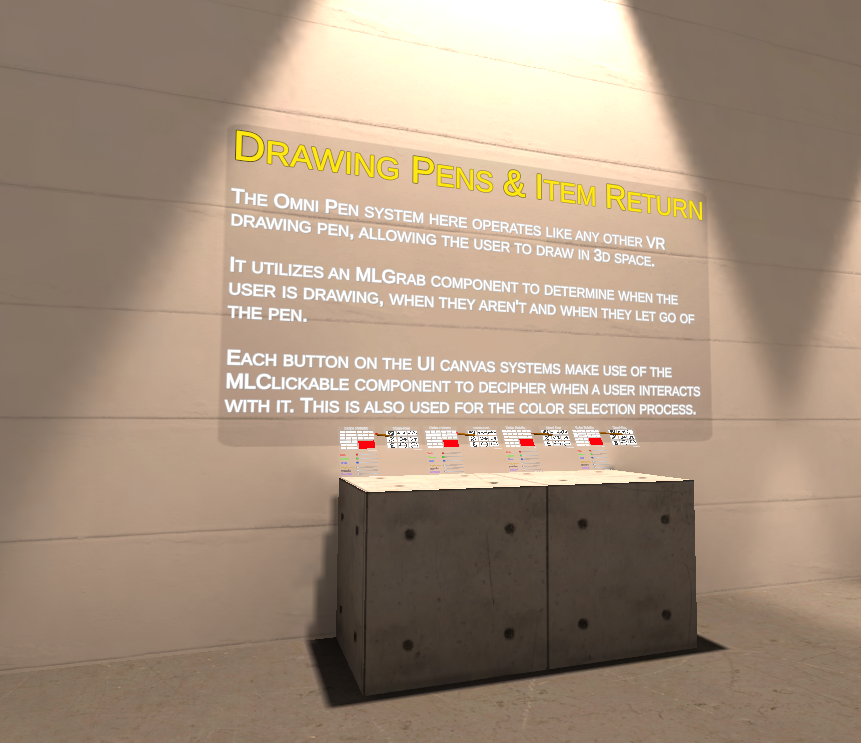 Drawing Pens & Item Return
The Omni Pen system here operates like any other VR
drawing pen, allowing the user to draw in 3d space.
It utilizes an MLGrab component to determine when the
user is drawing, when they aren't and when they let go of
the pen.
Each button on the UI canvas systems make use of the
MLClickable component to decipher when a user interacts
with it. This is also used for the color selection process.